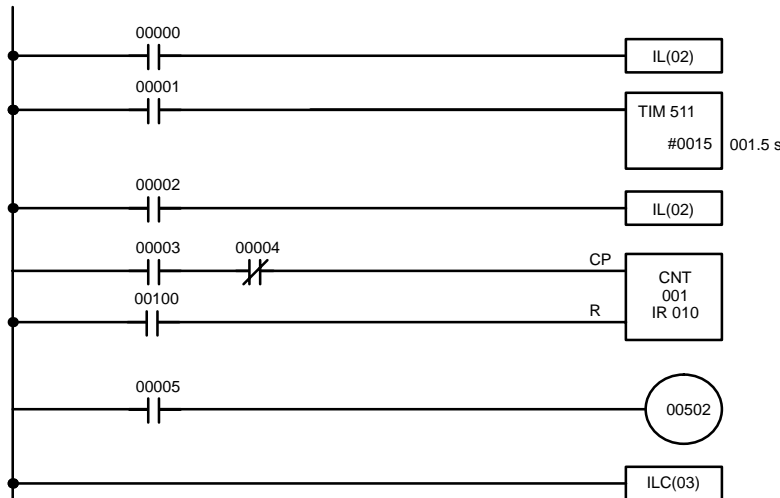 00000
IL(02)
00001
TIM 511
#0015
001.5 s
00002
IL(02)
00003
00004
CP
CNT
001
IR 010
00100
R
00005
00502
ILC(03)